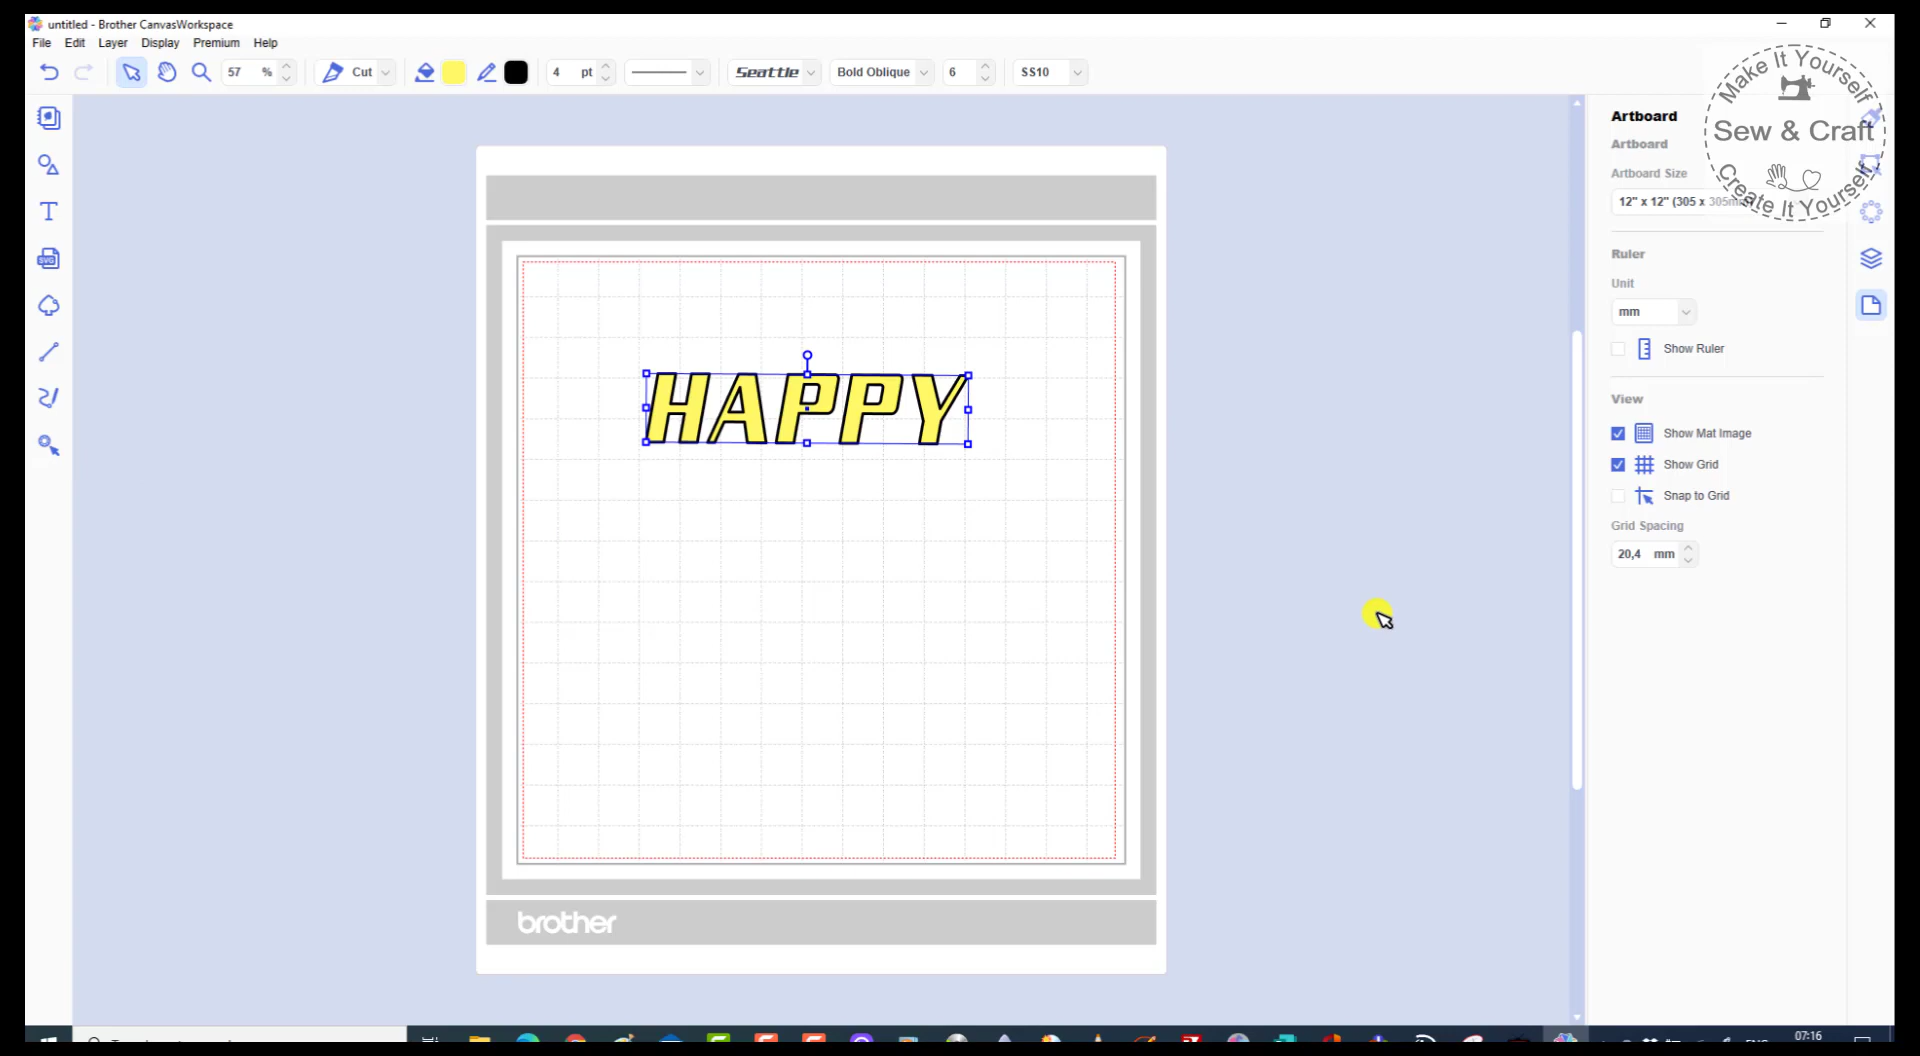 untitled - Brother CanvasWorkspace
File Edit Layer Display Premium Help
57 % Cut 4 pt Seattle Bold Oblique 6 SS10
Make It Yourself
Sew & Craft
Create It Yourself
Artboard
Artboard
Artboard Size
12" x 12" (305 x 305mm)
Ruler
Unit
mm
Show Ruler
View
Show Mat Image
Show Grid
Snap to Grid
Grid Spacing
20,4 mm
SVG
HAPPY
brother
07:16